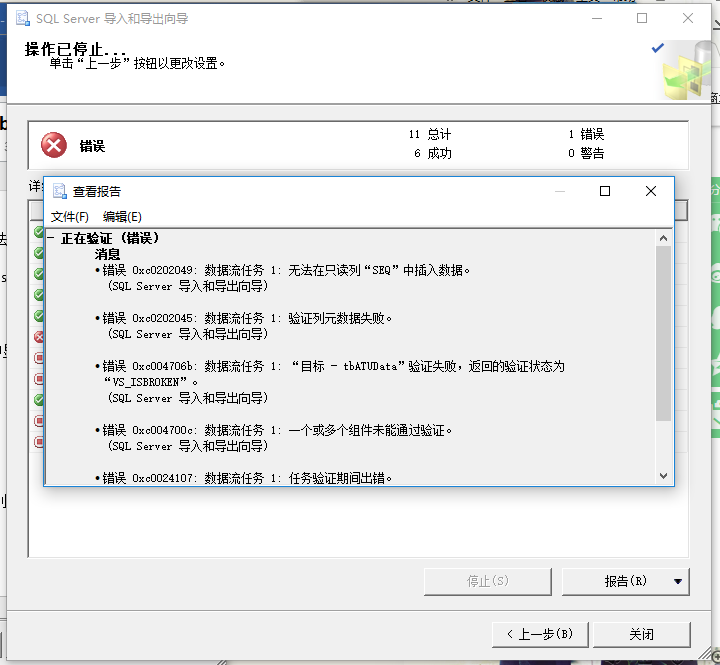 SQL Server 导入和导出向导
操作已停止...
单击“上一步”按钮以更改设置。
错误
11 总计
1 错误
6 成功
0 警告
查看报告
文件(F) 编辑(E)
- 正在验证 (错误)
消息
•错误 0xc0202049: 数据流任务 1: 无法在只读列“SEQ”中插入数据。
(SQL Server 导入和导出向导)
•错误 0xc0202045: 数据流任务 1: 验证列元数据失败。
(SQL Server 导入和导出向导)
•错误 0xc004706b: 数据流任务 1: “目标 - tbATUData”验证失败，返回的验证状态为
“VS_ISBROKEN”。
(SQL Server 导入和导出向导)
•错误 0xc004700c: 数据流任务 1: 一个或多个组件未能通过验证。
(SQL Server 导入和导出向导)
•错误 0xc0024107: 数据流任务 1: 任务验证期间出错。
停止(S)
报告(R)
< 上一步(B)
关闭